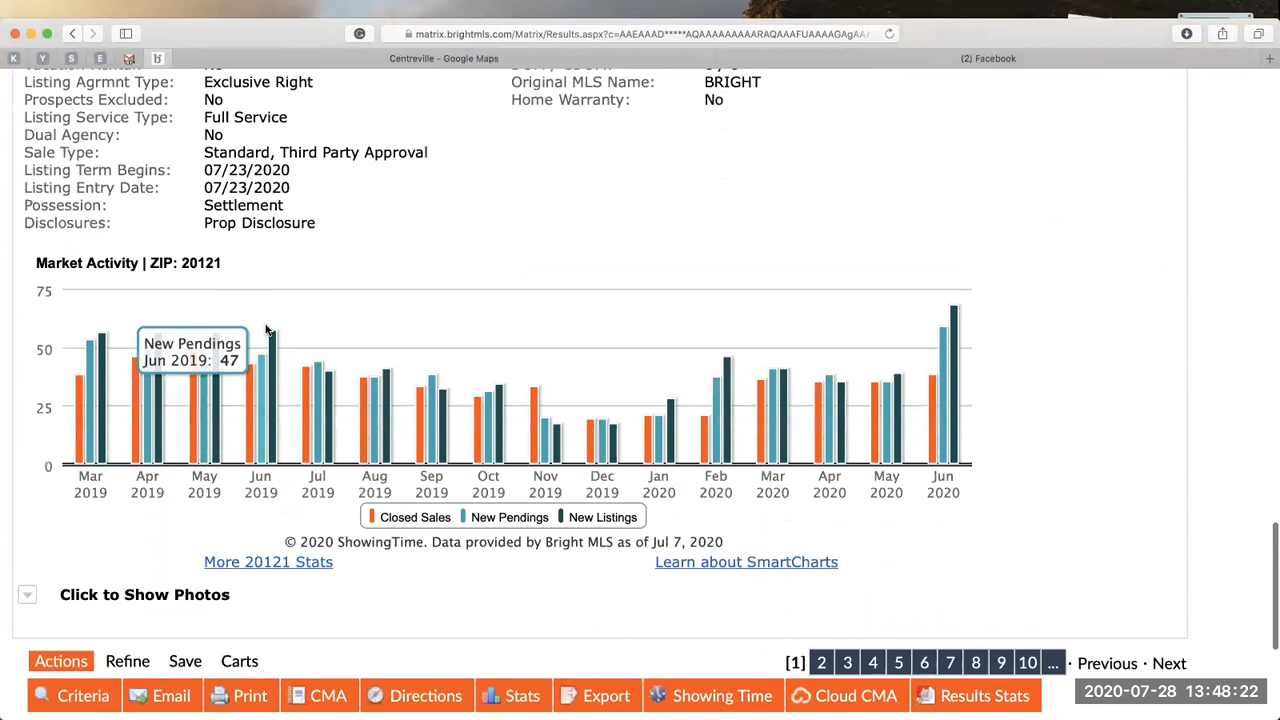 matrix.brightmls.com/Matrix/Results.aspx?c=AAEAAAD*****AQAAAAAAAAARAQAAAFUAAAAGAgAA
K Y S E b
Centreville - Google Maps
(2) Facebook
Listing Agrmnt Type: Exclusive Right
Original MLS Name: BRIGHT
Prospects Excluded: No
Home Warranty: No
Listing Service Type: Full Service
Dual Agency: No
Sale Type: Standard, Third Party Approval
Listing Term Begins: 07/23/2020
Listing Entry Date: 07/23/2020
Possession: Settlement
Disclosures: Prop Disclosure
Market Activity | ZIP: 20121
75
50
25
0
New Pendings
Jun 2019: 47
Mar Apr May Jun Jul Aug Sep Oct Nov Dec Jan Feb Mar Apr May Jun
2019 2019 2019 2019 2019 2019 2019 2019 2019 2019 2020 2020 2020 2020 2020 2020
Closed Sales New Pendings New Listings
© 2020 ShowingTime. Data provided by Bright MLS as of Jul 7, 2020
More 20121 Stats Learn about SmartCharts
Click to Show Photos
Actions Refine Save Carts
[1] 2 3 4 5 6 7 8 9 10 ... · Previous · Next
Criteria Email Print CMA Directions Stats Export Showing Time Cloud CMA Results Stats
2020-07-28 13:48:22